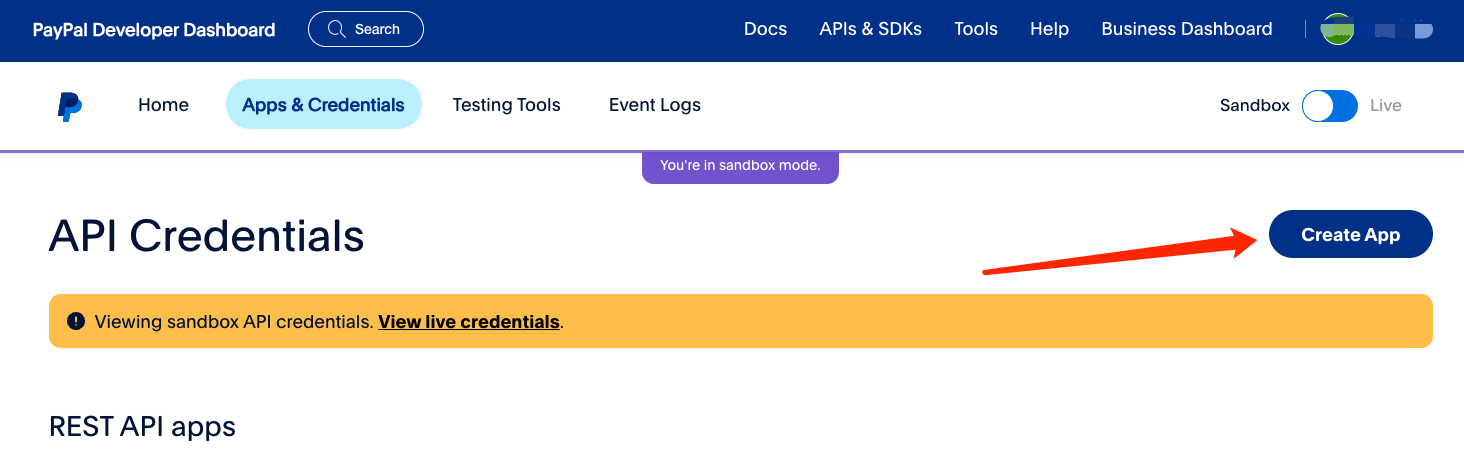 PayPal Developer Dashboard Search Docs APIs & SDKs Tools Help Business Dashboard
Home Apps & Credentials Testing Tools Event Logs Sandbox Live
You're in sandbox mode.
API Credentials Create App
Viewing sandbox API credentials. View live credentials.
REST API apps